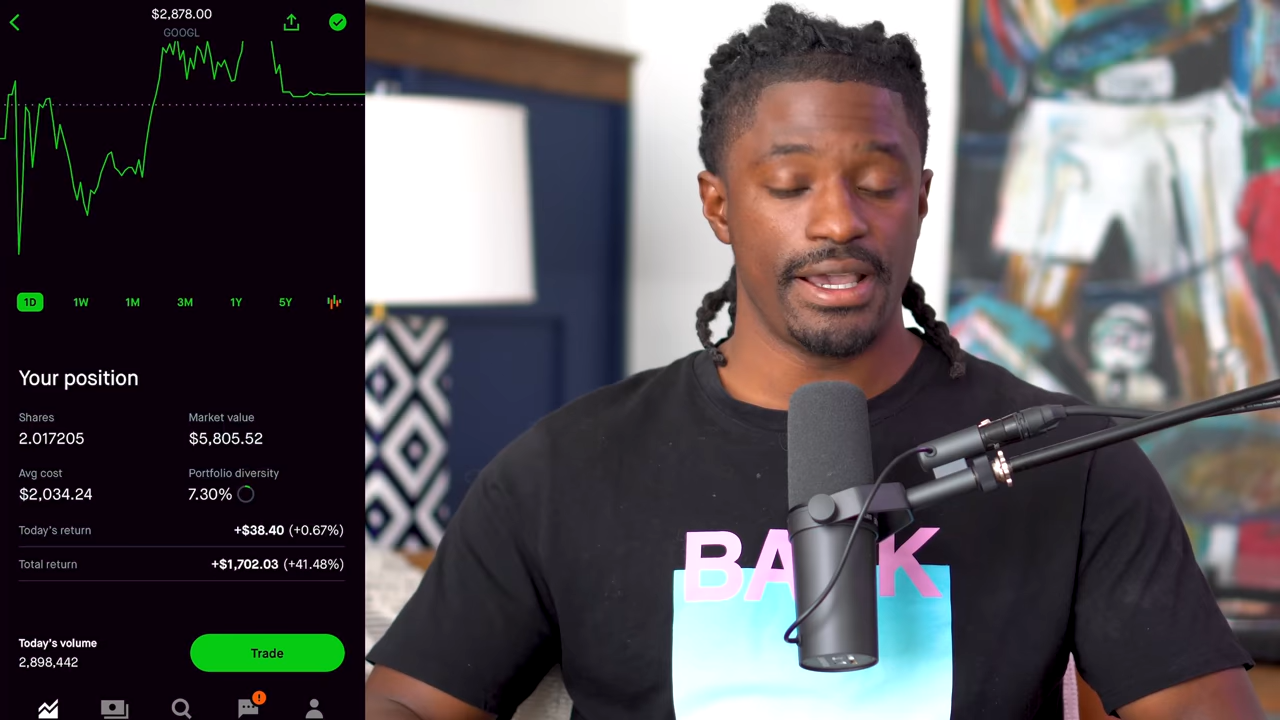 $2,878.00
GOOGL
1D 1W 1M 3M 1Y 5Y
Your position
Shares Market value
2.017205 $5,805.52
Avg cost Portfolio diversity
$2,034.24 7.30%
Today's return +$38.40 (+0.67%)
Total return +$1,702.03 (+41.48%)
Today's volume
2,898,442
Trade
!